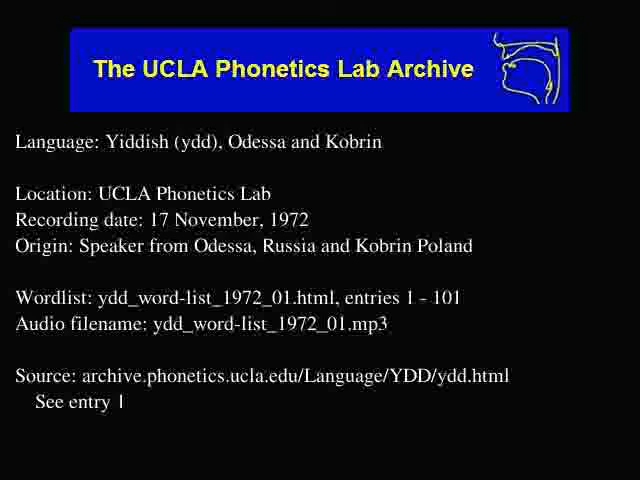 The UCLA Phonetics Lab Archive
Language: Yiddish (ydd), Odessa and Kobrin
Location: UCLA Phonetics Lab
Recording date: 17 November, 1972
Origin: Speaker from Odessa, Russia and Kobrin Poland
Wordlist: ydd_word-list_1972_01.html, entries 1 - 101
Audio filename: ydd_word-list_1972_01.mp3
Source: archive.phonetics.ucla.edu/Language/YDD/ydd.html
See entry 1